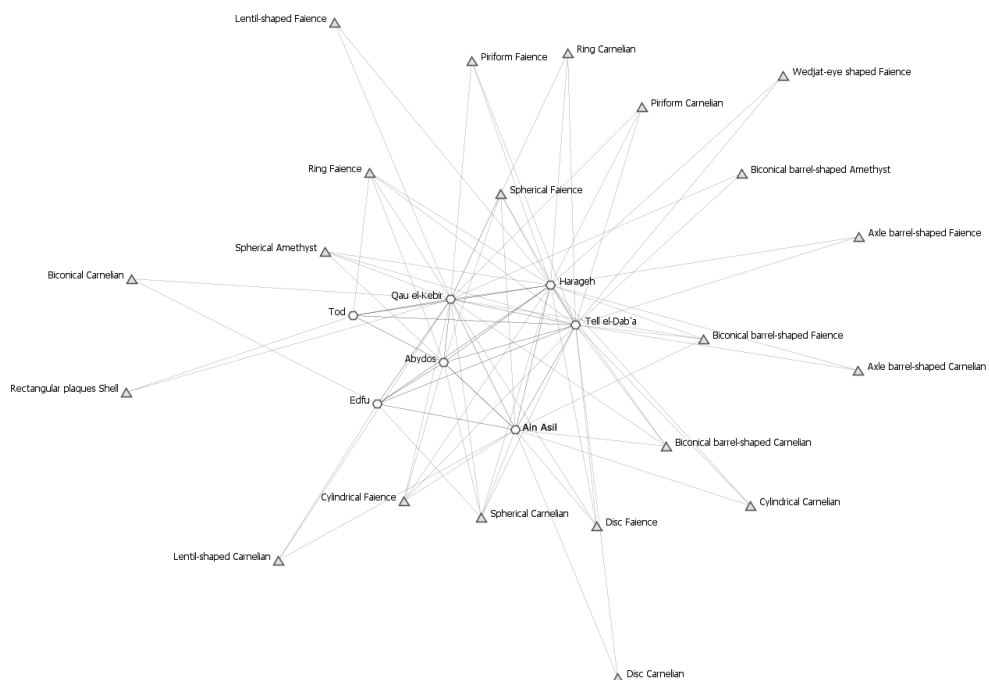 Lentil-shaped Faience
Piriform Faience
Ring Carnelian
Wedjat-eye shaped Faience
Piriform Carnelian
Ring Faience
Biconical barrel-shaped Amethyst
Spherical Faience
Axle barrel-shaped Faience
Spherical Amethyst
Biconical Carnelian
Harageh
Qau el-Kebir
Tod
Tell el-Dab'a
Biconical barrel-shaped Faience
Abydos
Axle barrel-shaped Carnelian
Rectangular plaques Shell
Edfu
Ain Asil
Biconical barrel-shaped Carnelian
Cylindrical Faience
Cylindrical Carnelian
Spherical Carnelian
Disc Faience
Lentil-shaped Carnelian
Disc Carnelian